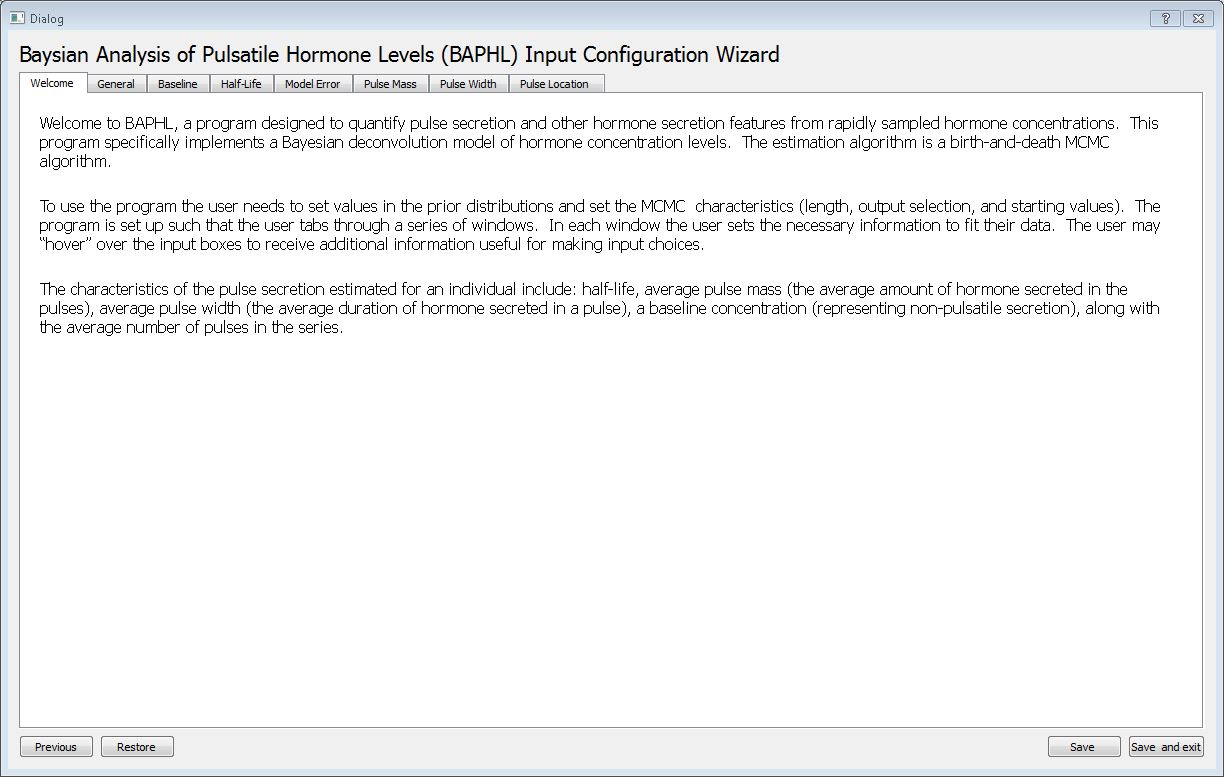 Dialog
?
Baysian Analysis of Pulsatile Hormone Levels (BAPHL) Input Configuration Wizard
Welcome General Baseline Half-Life Model Error Pulse Mass Pulse Width Pulse Location
Welcome to BAPHL, a program designed to quantify pulse secretion and other hormone secretion features from rapidly sampled hormone concentrations.  This
program specifically implements a Bayesian deconvolution model of hormone concentration levels.  The estimation algorithm is a birth-and-death MCMC
algorithm.
To use the program the user needs to set values in the prior distributions and set the MCMC  characteristics (length, output selection, and starting values).  The
program is set up such that the user tabs through a series of windows.  In each window the user sets the necessary information to fit their data.  The user may
“hover” over the input boxes to receive additional information useful for making input choices.
The characteristics of the pulse secretion estimated for an individual include: half-life, average pulse mass (the average amount of hormone secreted in the
pulses), average pulse width (the average duration of hormone secreted in a pulse), a baseline concentration (representing non-pulsatile secretion), along with
the average number of pulses in the series.
Previous Restore Save Save  and exit